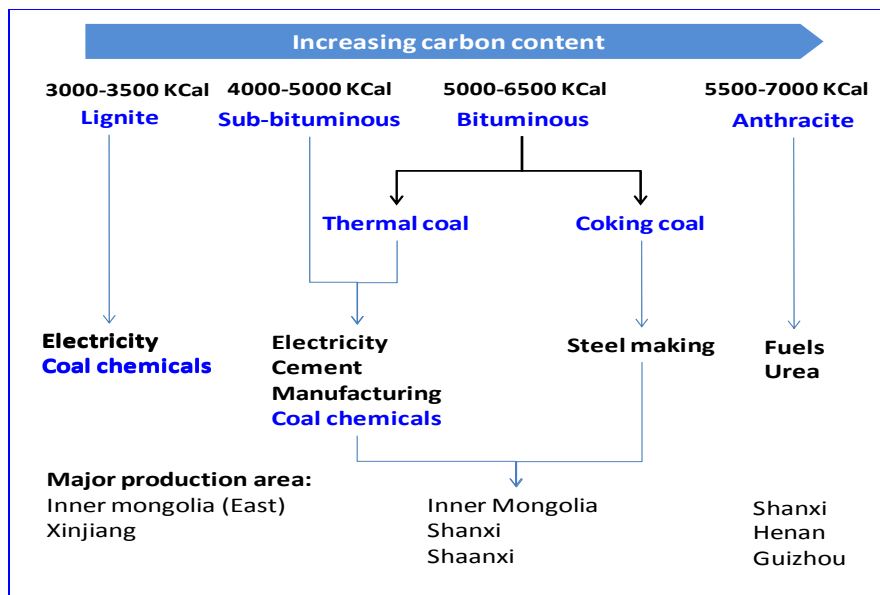 Increasing carbon content
3000-3500 KCal 4000-5000 KCal 5000-6500 KCal 5500-7000 KCal
Lignite Sub-bituminous Bituminous Anthracite
Thermal coal Coking coal
Electricity
Coal chemicals
Electricity
Cement
Manufacturing
Coal chemicals
Steel making
Fuels
Urea
Major production area:
Inner mongolia (East)
Xinjiang
Inner Mongolia
Shanxi
Shaanxi
Shanxi
Henan
Guizhou